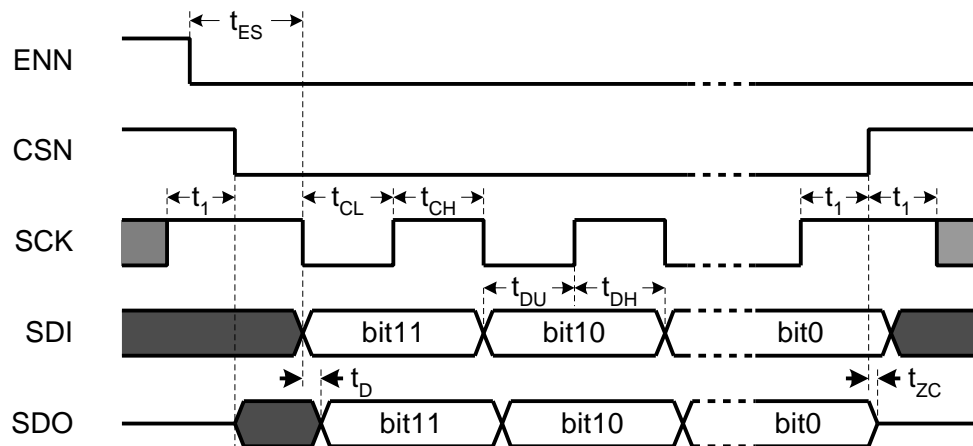 t_ES
ENN
CSN
t_1 t_CL t_CH t_1 t_1
SCK
t_DU t_DH
SDI bit11 bit10 bit0
t_D t_ZC
SDO bit11 bit10 bit0